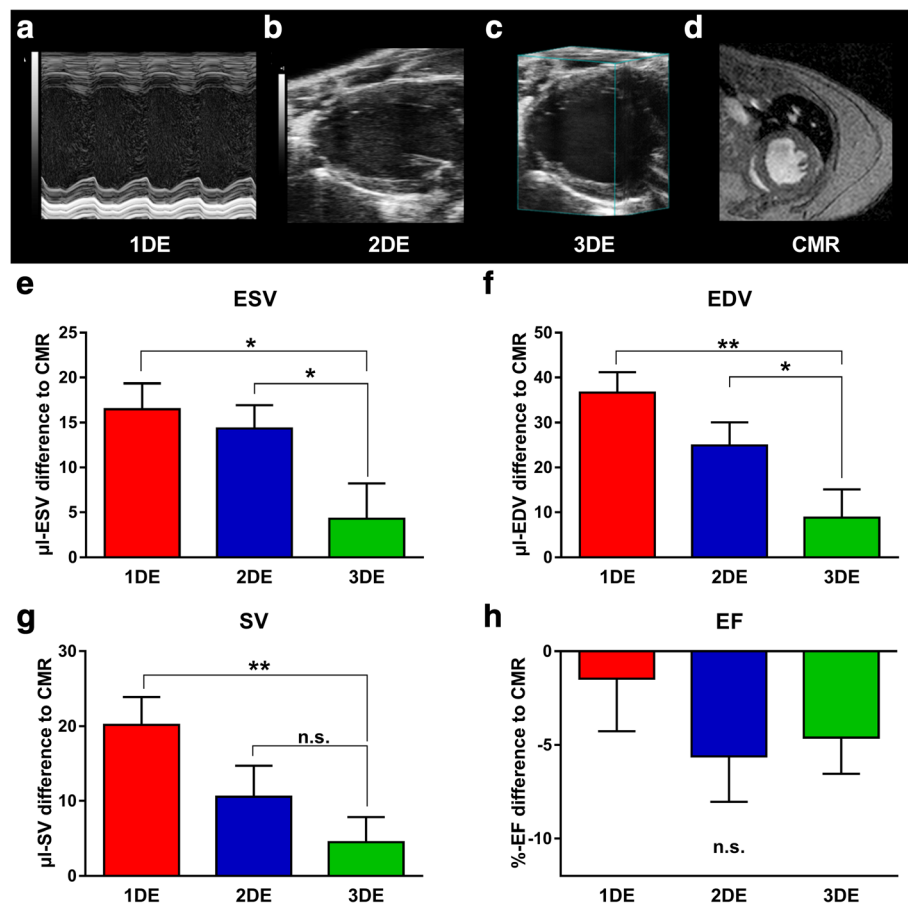 a
b
c
d
1DE
2DE
3DE
CMR
e
ESV
µl-ESV difference to CMR
25
20
15
10
5
0
*
*
1DE
2DE
3DE
f
EDV
µl-EDV difference to CMR
50
40
30
20
10
0
**
*
1DE
2DE
3DE
g
SV
µl-SV difference to CMR
30
20
10
0
**
n.s.
1DE
2DE
3DE
h
EF
%-EF difference to CMR
0
-5
-10
n.s.
1DE
2DE
3DE